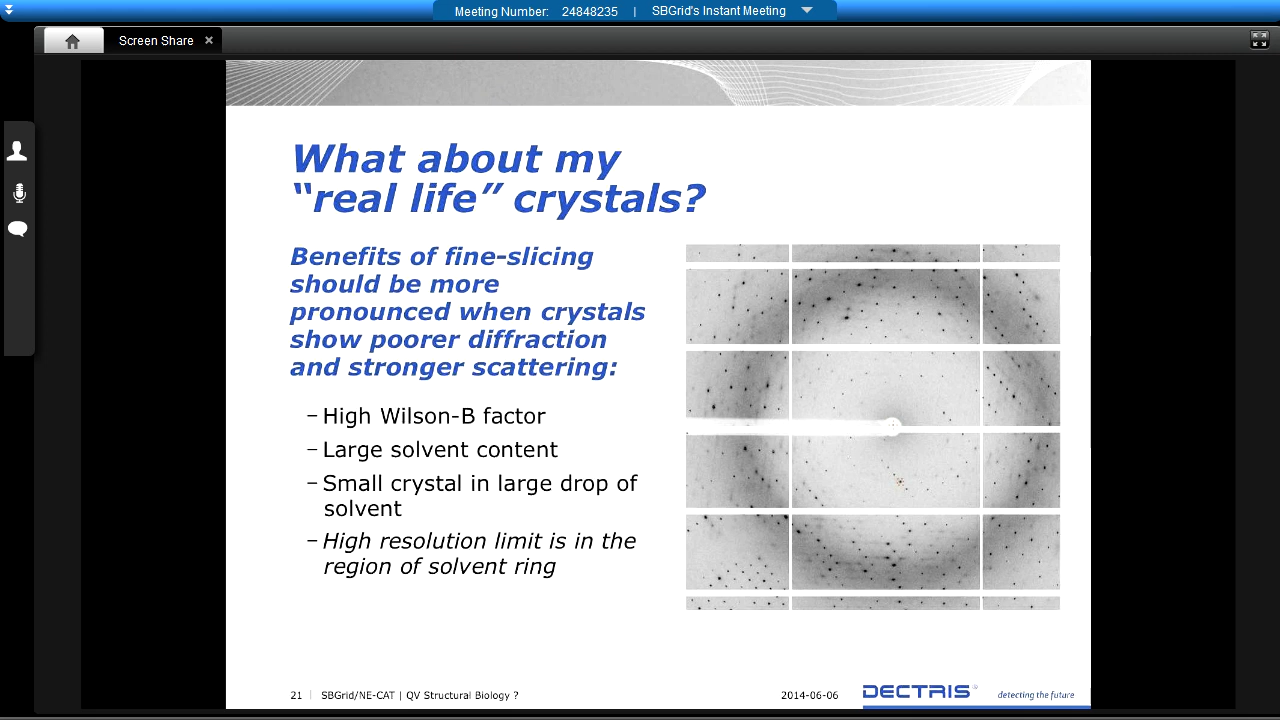 Meeting Number: 24848235 | SBGrid's Instant Meeting
Screen Share
What about my
“real life” crystals?
Benefits of fine-slicing
should be more
pronounced when crystals
show poorer diffraction
and stronger scattering:
– High Wilson-B factor
– Large solvent content
– Small crystal in large drop of
solvent
– High resolution limit is in the
region of solvent ring
21 | SBGrid/NE-CAT | QV Structural Biology ?
2014-06-06
DECTRIS®
detecting the future